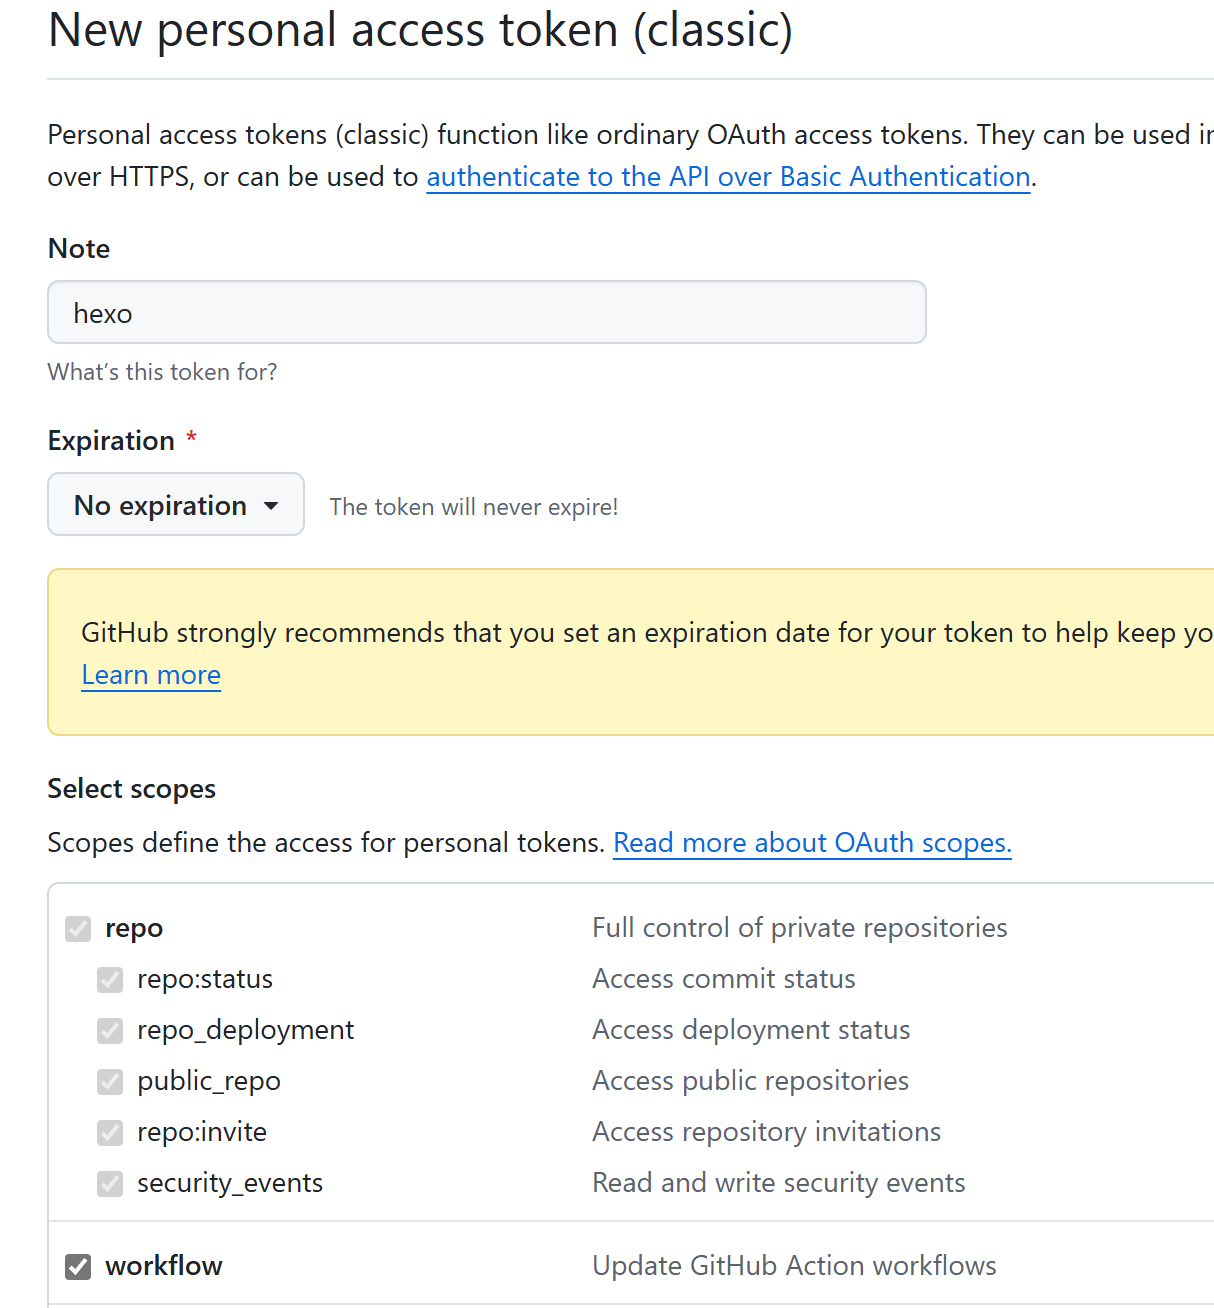 New personal access token (classic)
Personal access tokens (classic) function like ordinary OAuth access tokens. They can be used
over HTTPS, or can be used to authenticate to the API over Basic Authentication.
Note
hexo
What's this token for?
Expiration *
No expiration
The token will never expire!
GitHub strongly recommends that you set an expiration date for your token to help keep
Learn more
Select scopes
Scopes define the access for personal tokens. Read more about OAuth scopes.
repo Full control of private repositories
repo:status Access commit status
repo_deployment Access deployment status
public_repo Access public repositories
repo:invite Access repository invitations
security_events Read and write security events
workflow Update GitHub Action workflows